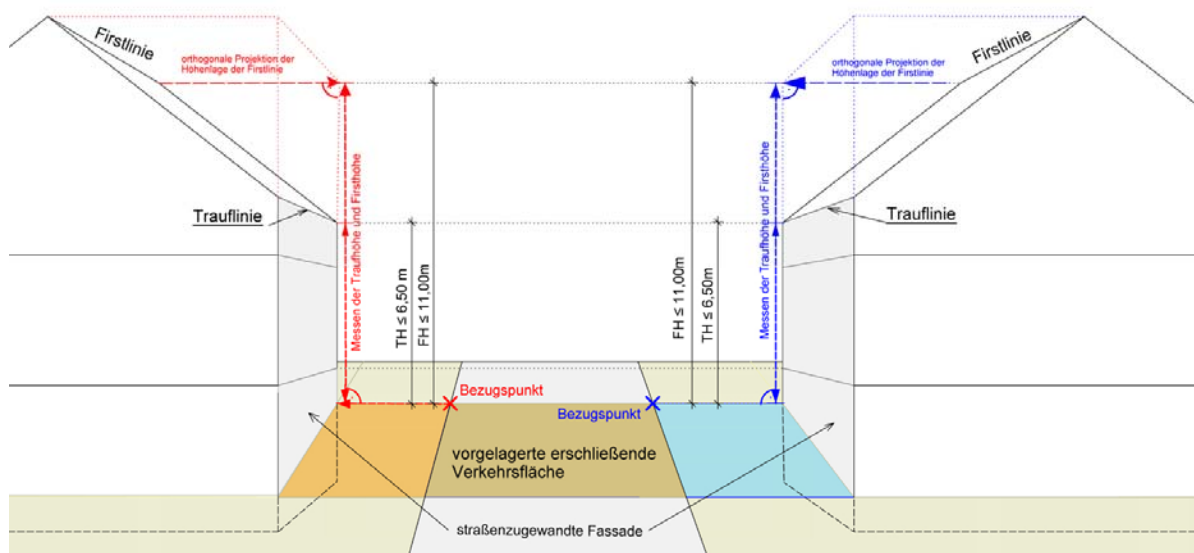 Firstlinie
orthogonale Projektion der
Höhenlage der Firstlinie
Trauflinie
Messen der Traufhöhe und Firsthöhe
TH ≤ 6,50 m
FH ≤ 11,00m
Bezugspunkt
vorgelagerte erschließende
Verkehrsfläche
straßenzugewandte Fassade
Bezugspunkt
FH ≤ 11,00m
TH ≤ 6,50m
Messen der Traufhöhe und Firsthöhe
orthogonale Projektion der
Höhenlage der Firstlinie
Firstlinie
Trauflinie